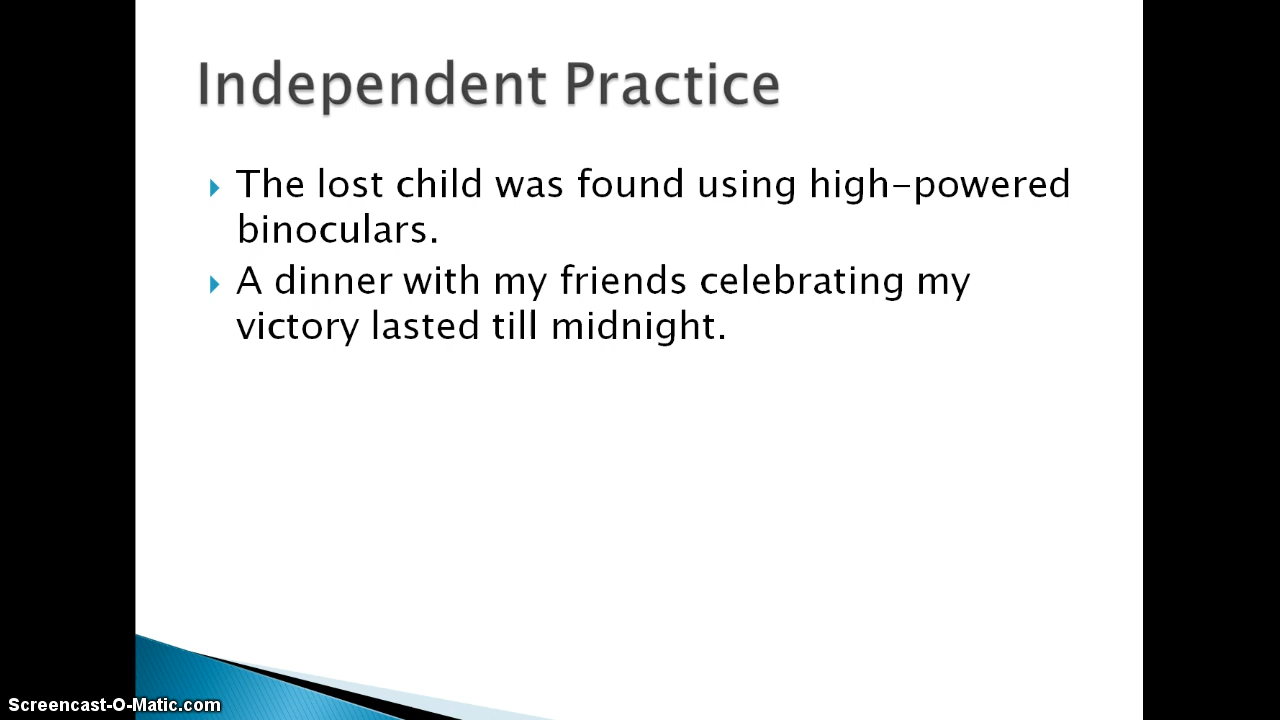 Independent Practice
The lost child was found using high-powered
binoculars.
A dinner with my friends celebrating my
victory lasted till midnight.
Screencast-O-Matic.com